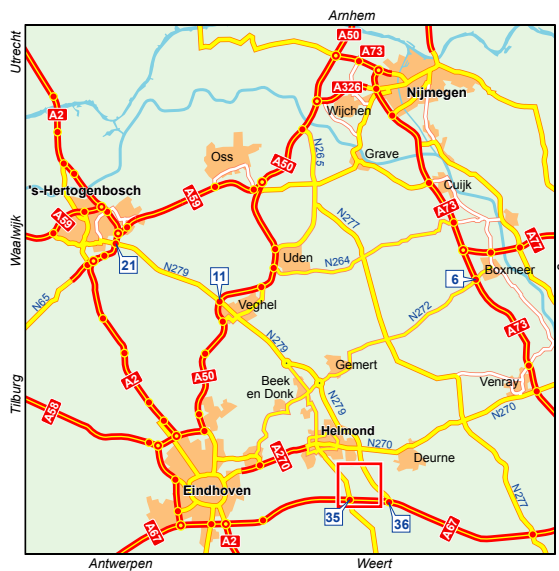 Arnhem
Utrecht
A50
A73
A2
A326
Nijmegen
Wijchen
N265
Oss
A50
Grave
Cuijk
's-Hertogenbosch
A59
A59
N277
A73
Waalwijk
A77
21
N279
Uden
N264
Boxmeer
6
11
N65
Veghel
N272
A73
N279
Gemert
A2
A50
Beek
en Donk
Venray
N279
Tilburg
A58
Helmond
N270
N270
A270
Deurne
Eindhoven
N277
35
36
A67
A2
A67
Antwerpen
Weert